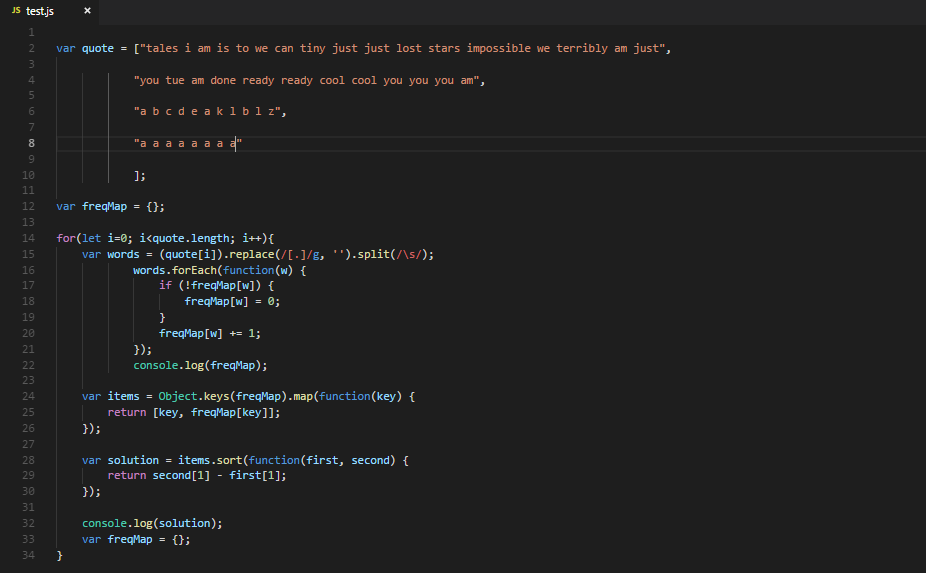 JS test.js ×
1
2 var quote = ["tales i am is to we can tiny just just lost stars impossible we terribly am just",
3
4 "you tue am done ready ready cool cool you you you am",
5
6 "a b c d e a k l b l z",
7
8 "a a a a a a a a"
9
10 ];
11
12 var freqMap = {};
13
14 for(let i=0; i<quote.length; i++){
15 var words = (quote[i]).replace(/[.]/g, '').split(/\s/);
16 words.forEach(function(w) {
17 if (!freqMap[w]) {
18 freqMap[w] = 0;
19 }
20 freqMap[w] += 1;
21 });
22 console.log(freqMap);
23
24 var items = Object.keys(freqMap).map(function(key) {
25 return [key, freqMap[key]];
26 });
27
28 var solution = items.sort(function(first, second) {
29 return second[1] - first[1];
30 });
31
32 console.log(solution);
33 var freqMap = {};
34 }